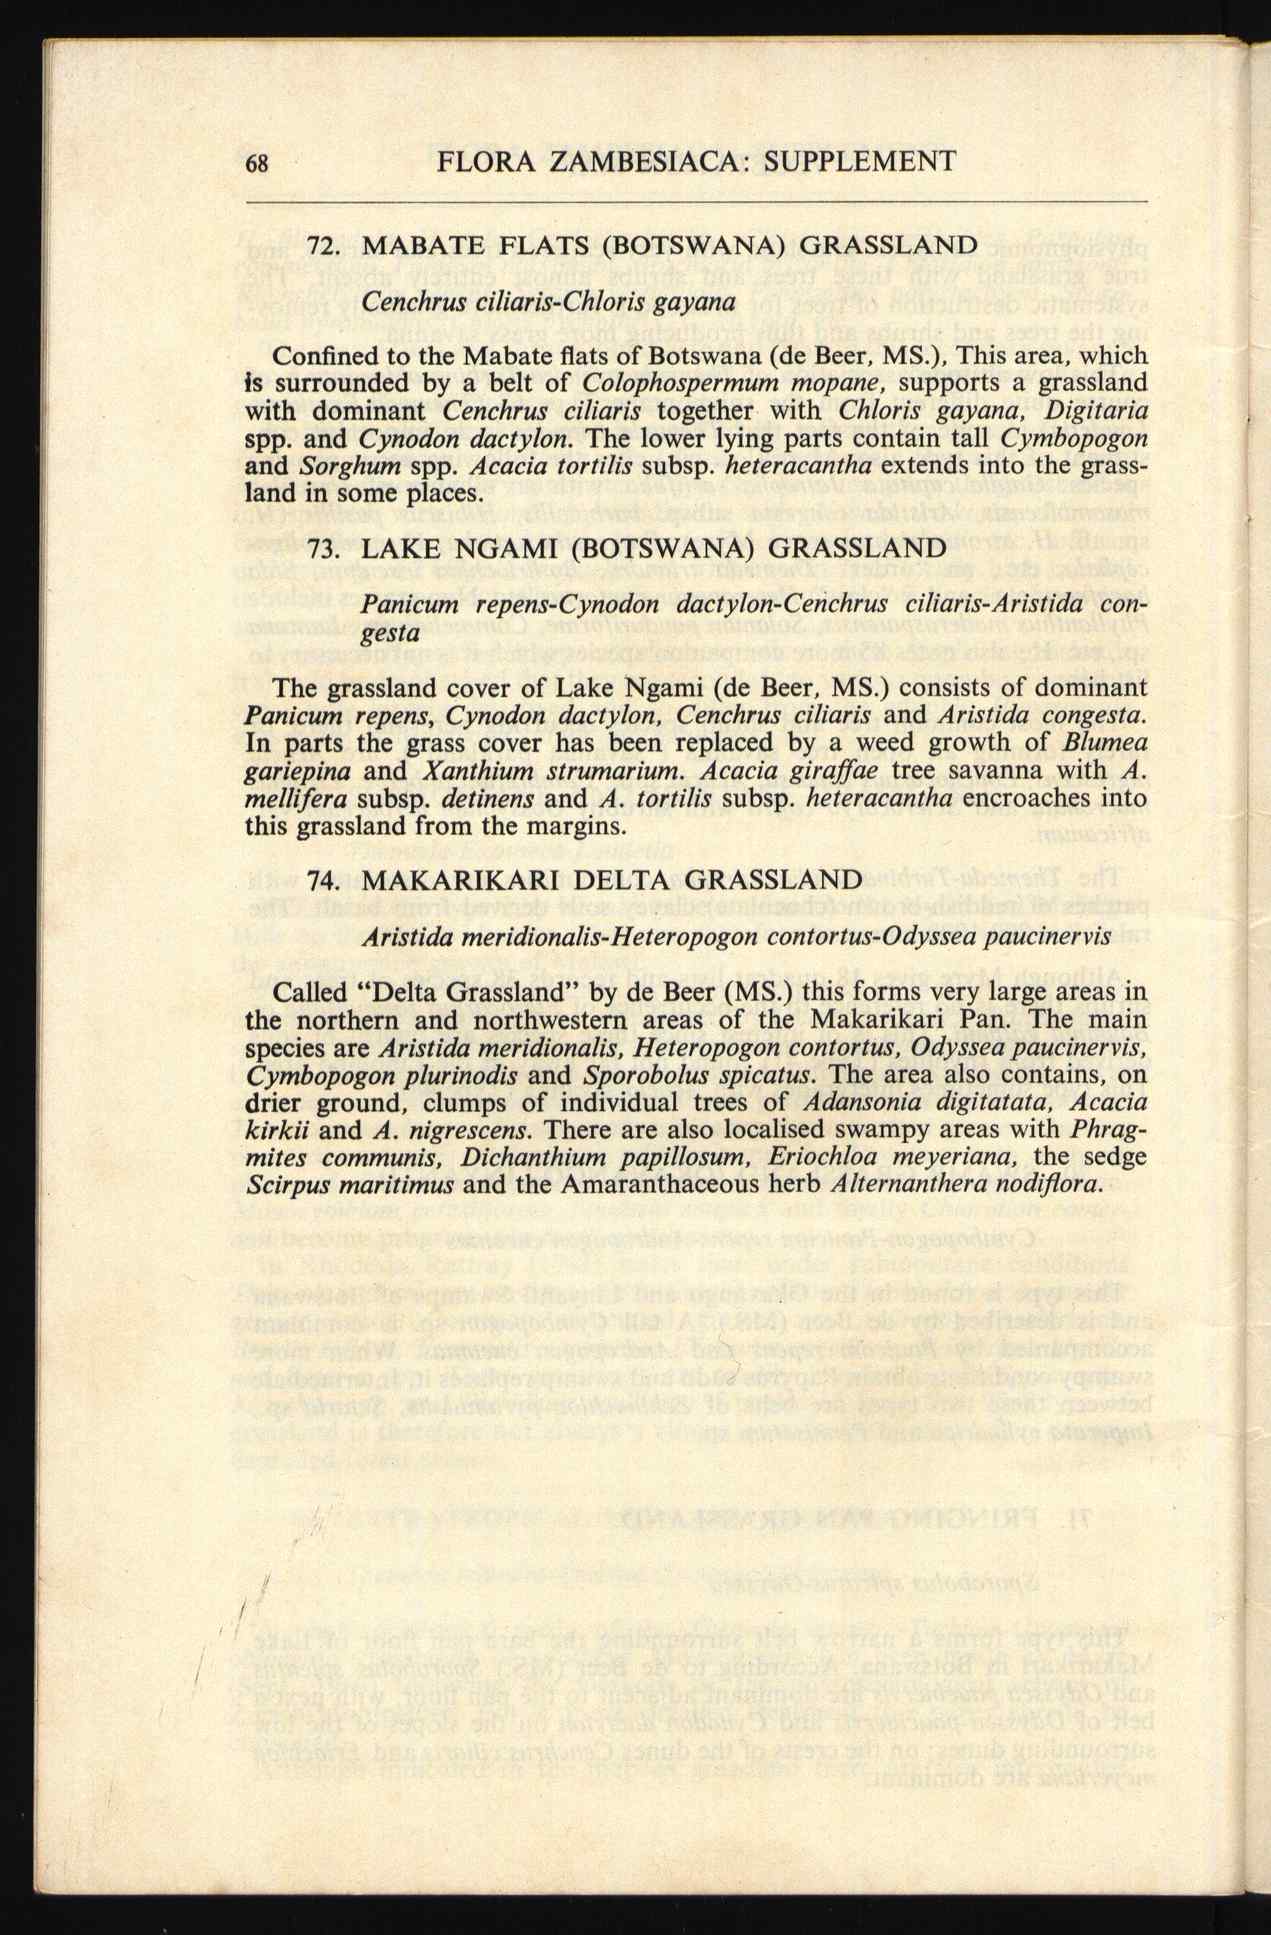 68 FLORA ZAMBESIACA: SUPPLEMENT
72. MABATE FLATS (BOTSWANA) GRASSLAND
Cenchrus ciliaris-Chloris gayana
Confined to the Mabate flats of Botswana (de Beer, MS.), This area, which
is surrounded by a belt of Colophospermum mopane, supports a grassland
with dominant Cenchrus ciliaris together with Chloris gayana, Digitaria
spp. and Cynodon dactylon. The lower lying parts contain tall Cymbopogon
and Sorghum spp. Acacia tortilis subsp. heteracantha extends into the grass-
land in some places.
73. LAKE NGAMI (BOTSWANA) GRASSLAND
Panicum repens-Cynodon dactylon-Cenchrus ciliaris-Aristida con-
gesta
The grassland cover of Lake Ngami (de Beer, MS.) consists of dominant
Panicum repens, Cynodon dactylon, Cenchrus ciliaris and Aristida congesta.
In parts the grass cover has been replaced by a weed growth of Blumea
gariepina and Xanthium strumarium. Acacia giraffae tree savanna with A.
mellifera subsp. detinens and A. tortilis subsp. heteracantha encroaches into
this grassland from the margins.
74. MAKARIKARI DELTA GRASSLAND
Aristida meridionalis-Heteropogon contortus-Odyssea paucinervis
Called “Delta Grassland” by de Beer (MS.) this forms very large areas in
the northern and northwestern areas of the Makarikari Pan. The main
species are Aristida meridionalis, Heteropogon contortus, Odyssea paucinervis,
Cymbopogon plurinodis and Sporobolus spicatus. The area also contains, on
drier ground, clumps of individual trees of Adansonia digitatata, Acacia
kirkii and A. nigrescens. There are also localised swampy areas with Phrag-
mites communis, Dichanthium papillosum, Eriochloa meyeriana, the sedge
Scirpus maritimus and the Amaranthaceous herb Alternanthera nodiflora.